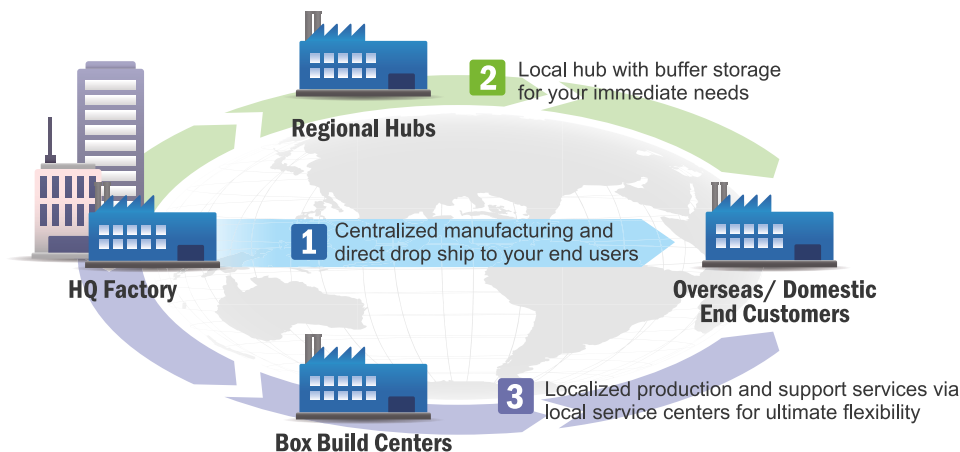 2
Local hub with buffer storage
for your immediate needs
Regional Hubs
1
Centralized manufacturing and
direct drop ship to your end users
HQ Factory
Overseas/ Domestic
End Customers
3
Localized production and support services via
local service centers for ultimate flexibility
Box Build Centers